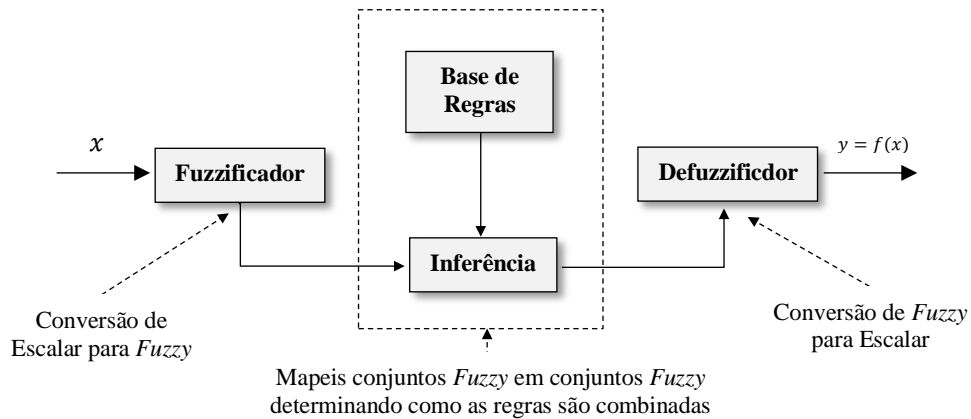 Base de
Regras
x
Fuzzificador
Defuzzificdor
y = f(x)
Inferência
Conversão de
Escalar para Fuzzy
Conversão de Fuzzy
para Escalar
Mapeis conjuntos Fuzzy em conjuntos Fuzzy
determinando como as regras são combinadas